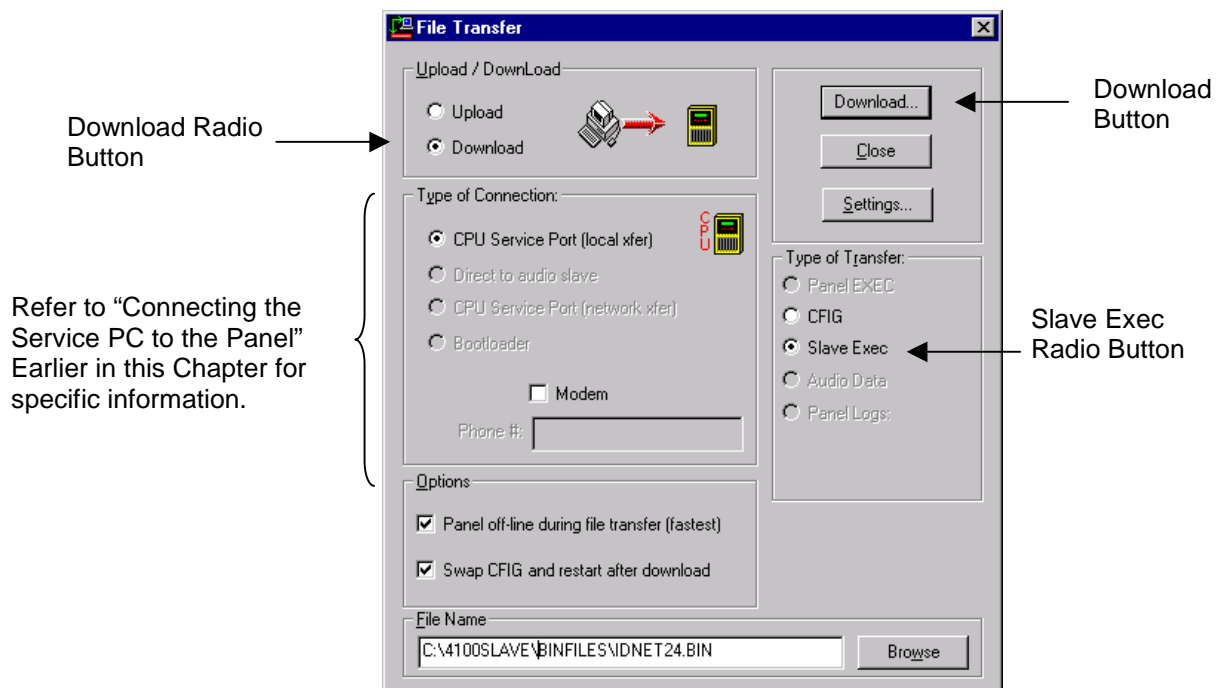 File Transfer
Upload / DownLoad
Upload
Download
Download Radio
Button
Download...
Close
Settings...
Download
Button
Type of Connection:
CPU
CPU Service Port (local xfer)
Direct to audio slave
CPU Service Port (network xfer)
Bootloader
Modem
Phone #:
Refer to “Connecting the
Service PC to the Panel”
Earlier in this Chapter for
specific information.
Type of Transfer:
Panel EXEC
CFIG
Slave Exec
Audio Data
Panel Logs:
Slave Exec
Radio Button
Options
Panel off-line during file transfer (fastest)
Swap CFIG and restart after download
File Name
C:\4100SLAVE\BINFILES\IDNET24.BIN
Browse